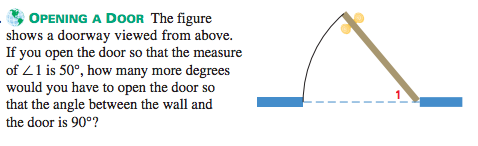 OPENING A DOOR The figure
shows a doorway viewed from above.
If you open the door so that the measure
of ∠1 is 50°, how many more degrees
would you have to open the door so
that the angle between the wall and
the door is 90°?
1